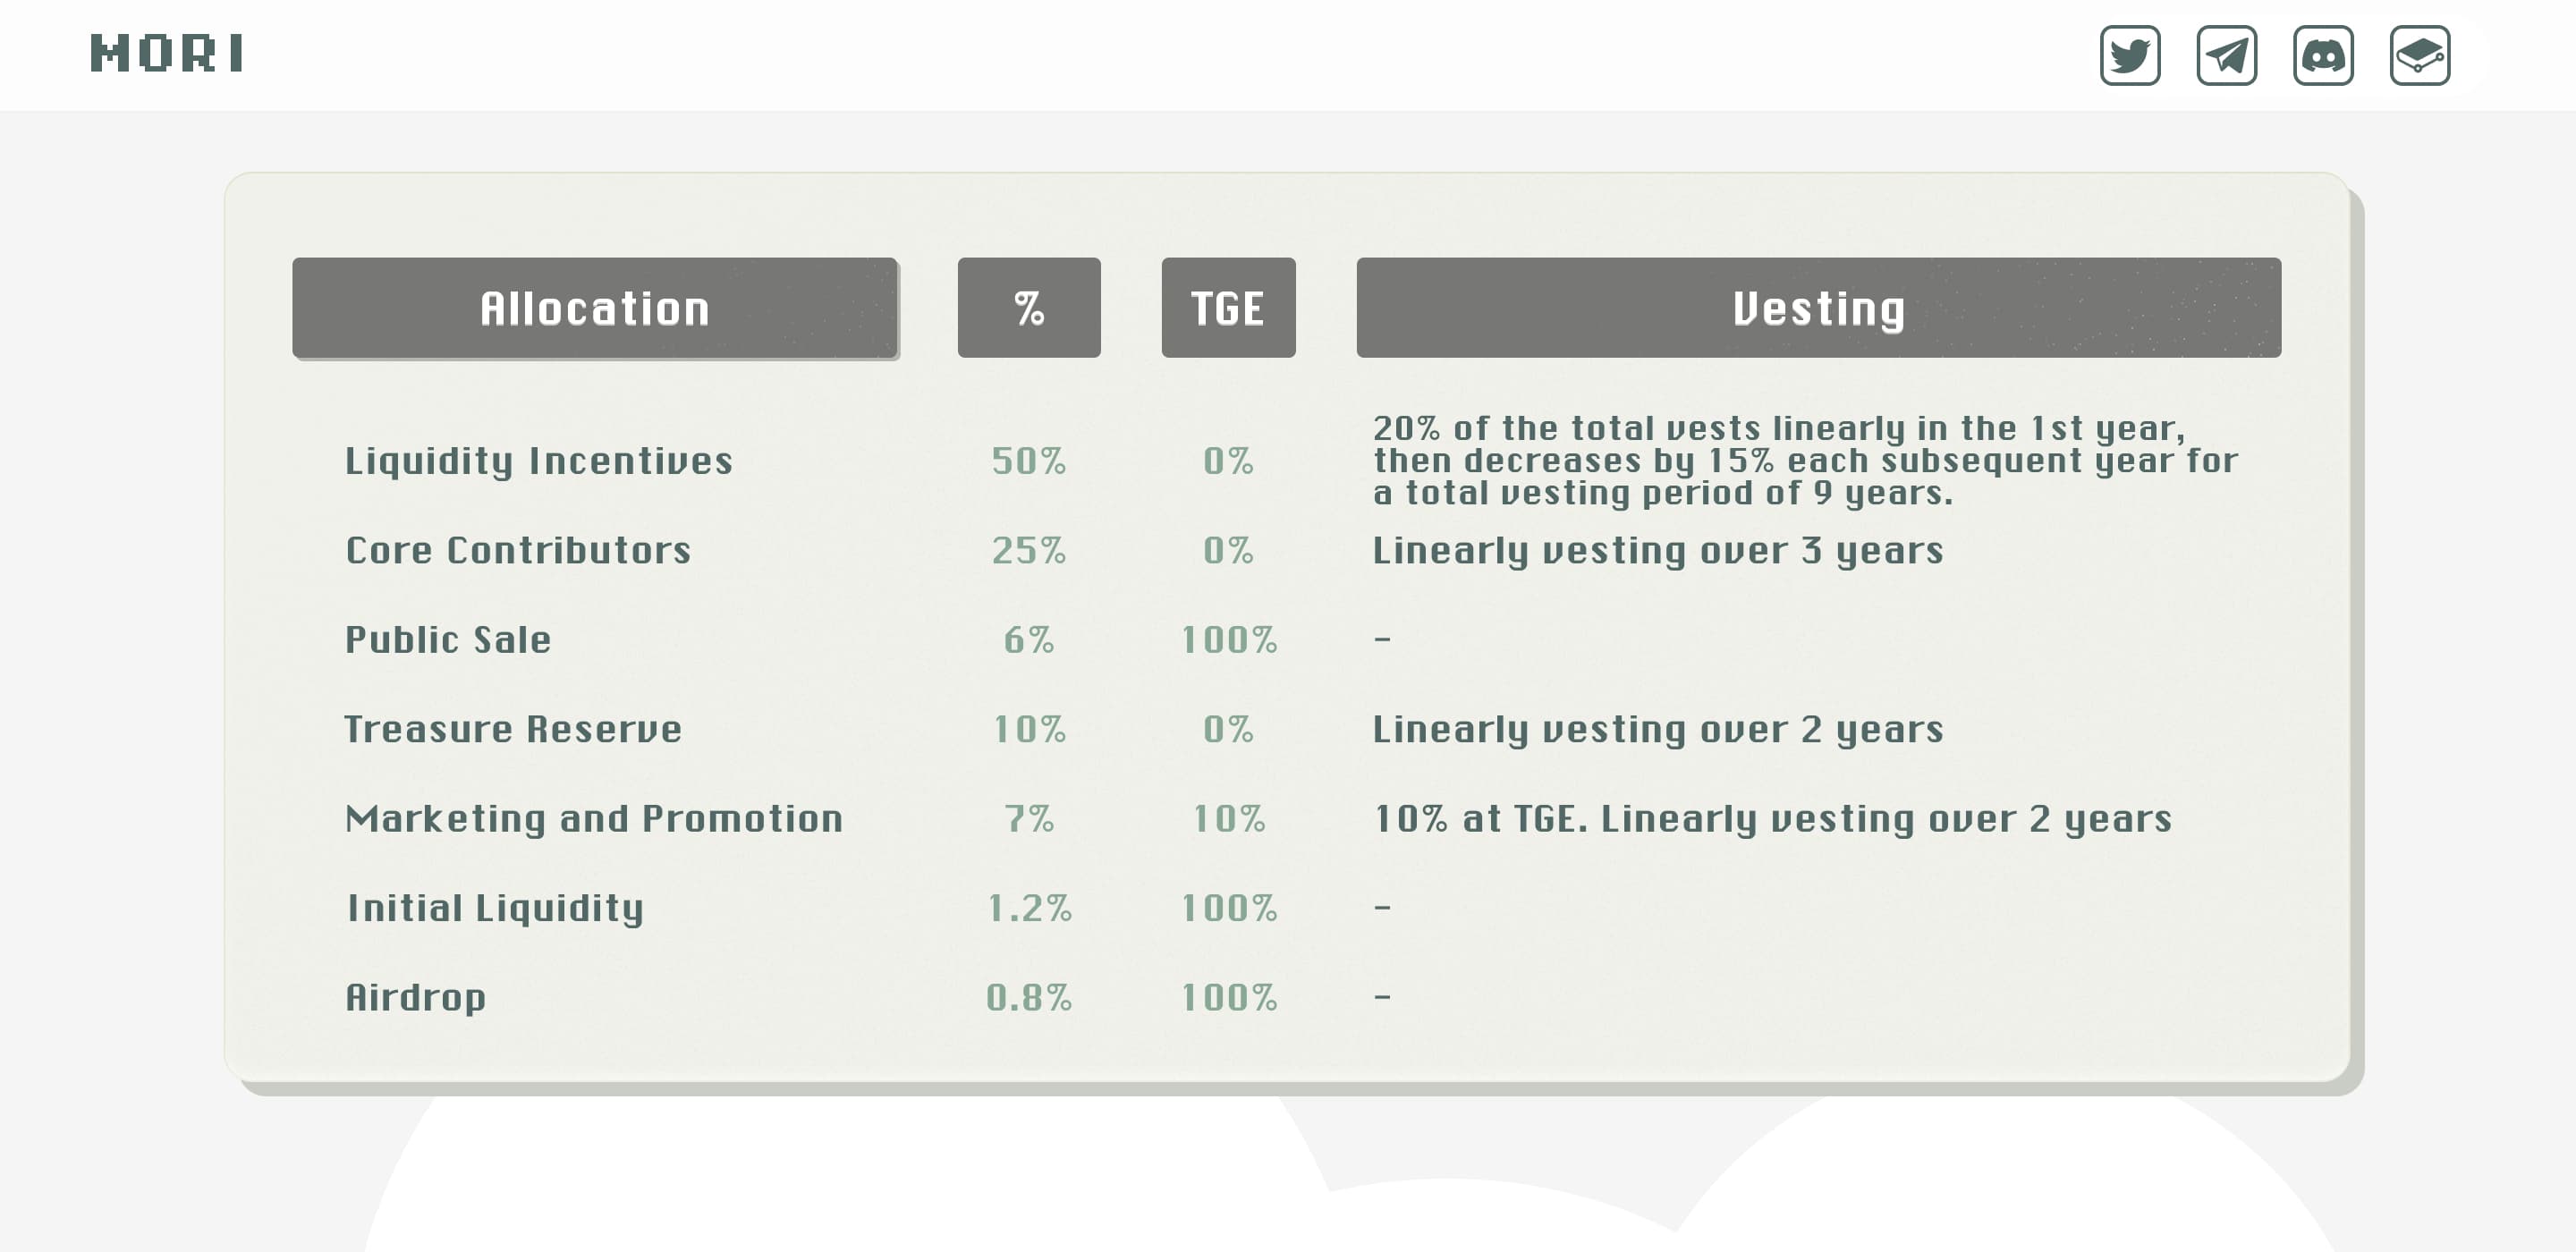 MORI
Allocation % TGE Vesting
20% of the total vests linearly in the 1st year,
Liquidity Incentives 50% 0% then decreases by 15% each subsequent year for
a total vesting period of 9 years.
Core Contributors 25% 0% Linearly vesting over 3 years
Public Sale 6% 100% -
Treasure Reserve 10% 0% Linearly vesting over 2 years
Marketing and Promotion 7% 10% 10% at TGE. Linearly vesting over 2 years
Initial Liquidity 1.2% 100% -
Airdrop 0.8% 100% -